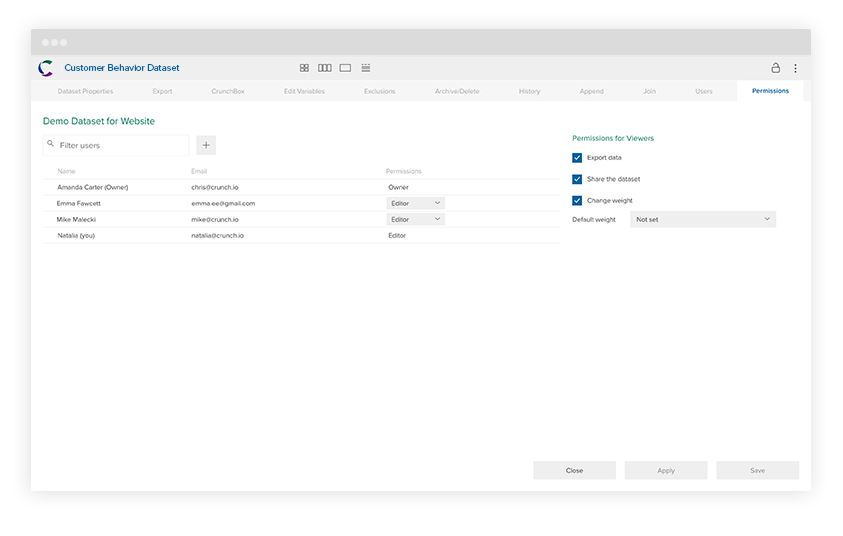 Customer Behavior Dataset
Dataset Properties Export CrunchBox Edit Variables Exclusions Archive/Delete History Append Join Users Permissions
Demo Dataset for Website
Filter users +
Name Email Permissions
Amanda Carter (Owner) chris@crunch.io Owner
Emma Fawcett emma.ee@gmail.com Editor
Mike Malecki mike@crunch.io Editor
Natalia (you) natalia@crunch.io Editor
Permissions for Viewers
Export data
Share the dataset
Change weight
Default weight Not set
Close Apply Save